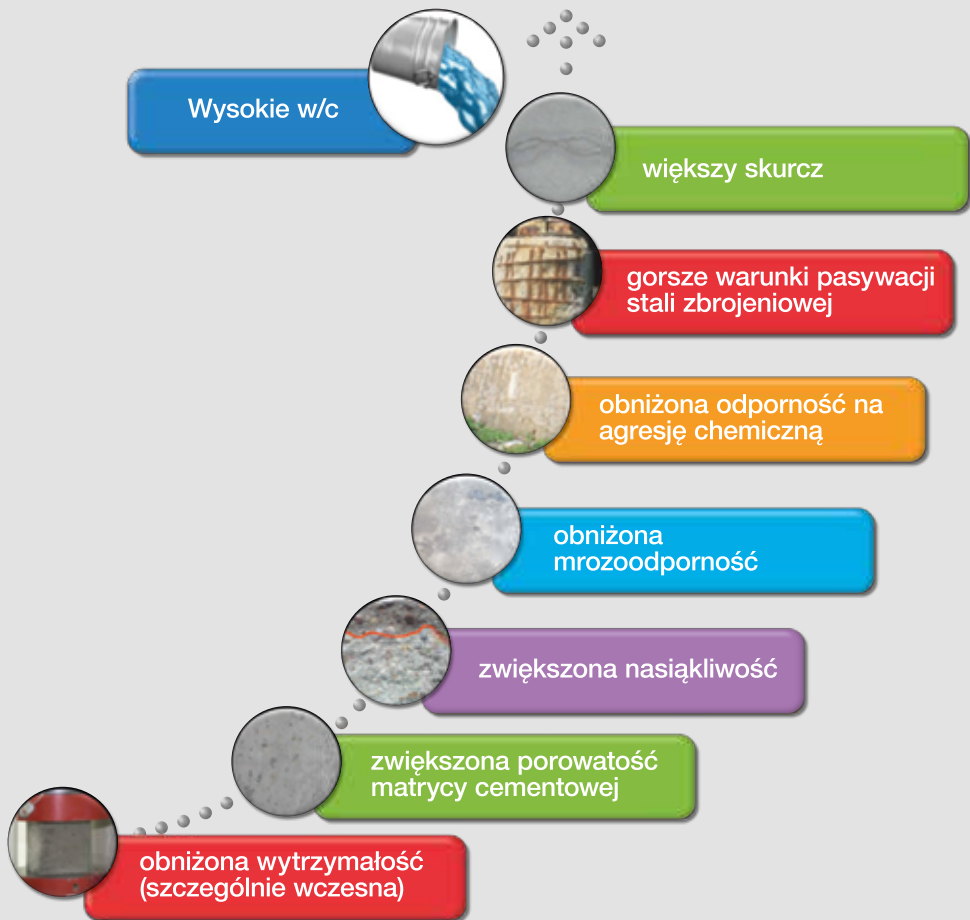 Wysokie w/c
większy skurcz
gorsze warunki pasywacji
stali zbrojeniowej
obniżona odporność na
agresję chemiczną
obniżona
mrozoodporność
zwiększona nasiąkliwość
zwiększona porowatość
matrycy cementowej
obniżona wytrzymałość
(szczególnie wczesna)